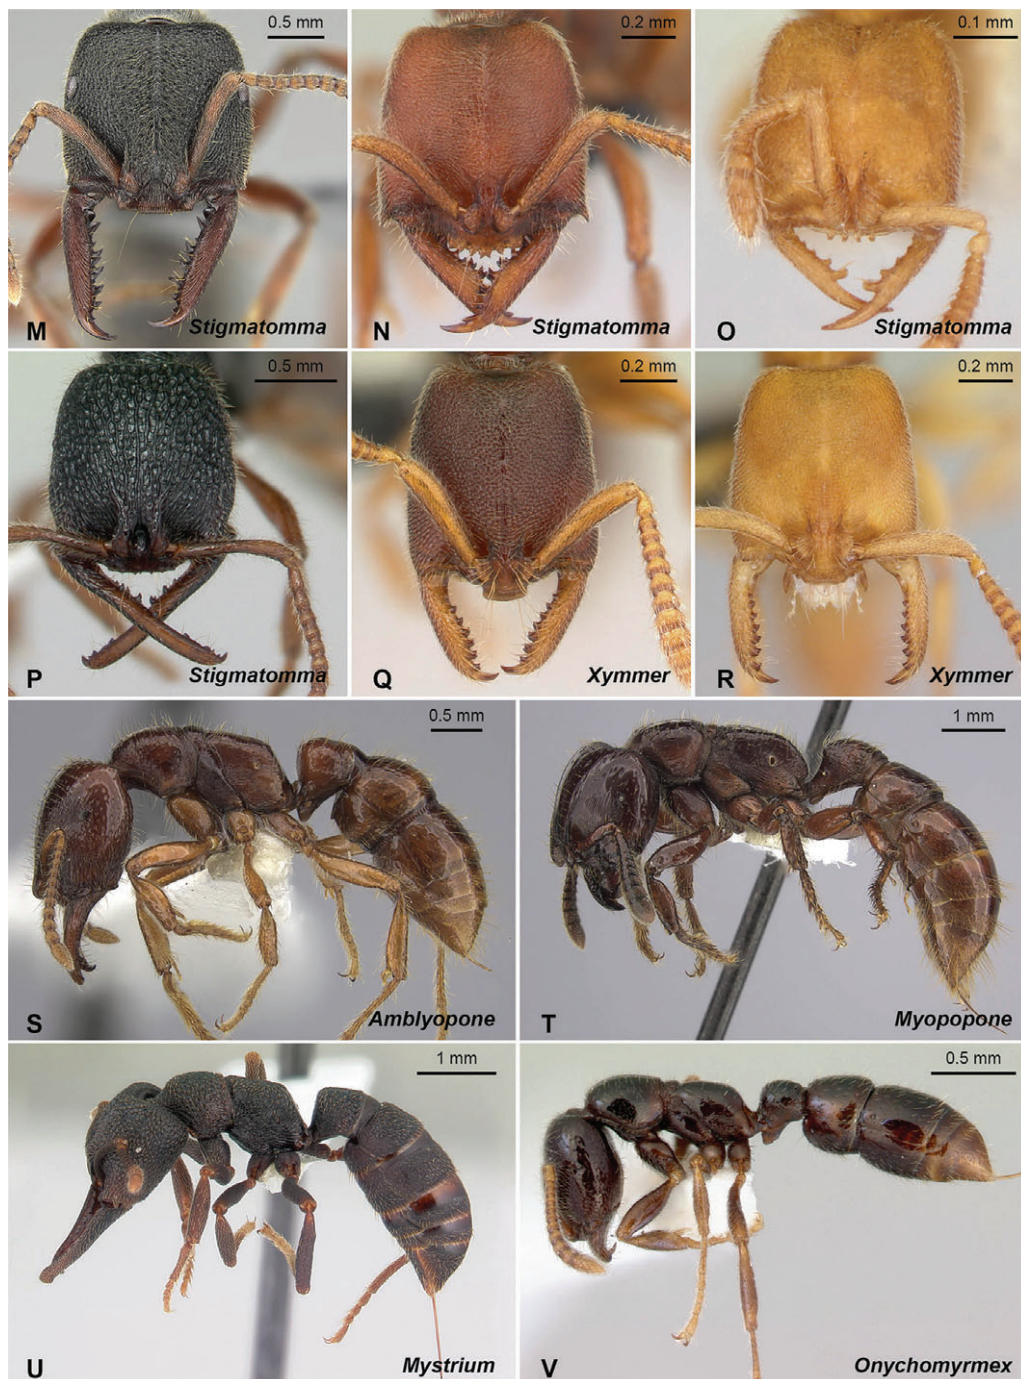 0.5 mm
M Stigmatomma
0.2 mm
N Stigmatomma
0.1 mm
O Stigmatomma
0.5 mm
P Stigmatomma
0.2 mm
Q Xymmer
0.2 mm
R Xymmer
0.5 mm
S Amblyopone
1 mm
T Myopopone
1 mm
U Mystrium
0.5 mm
V Onychomyrmex